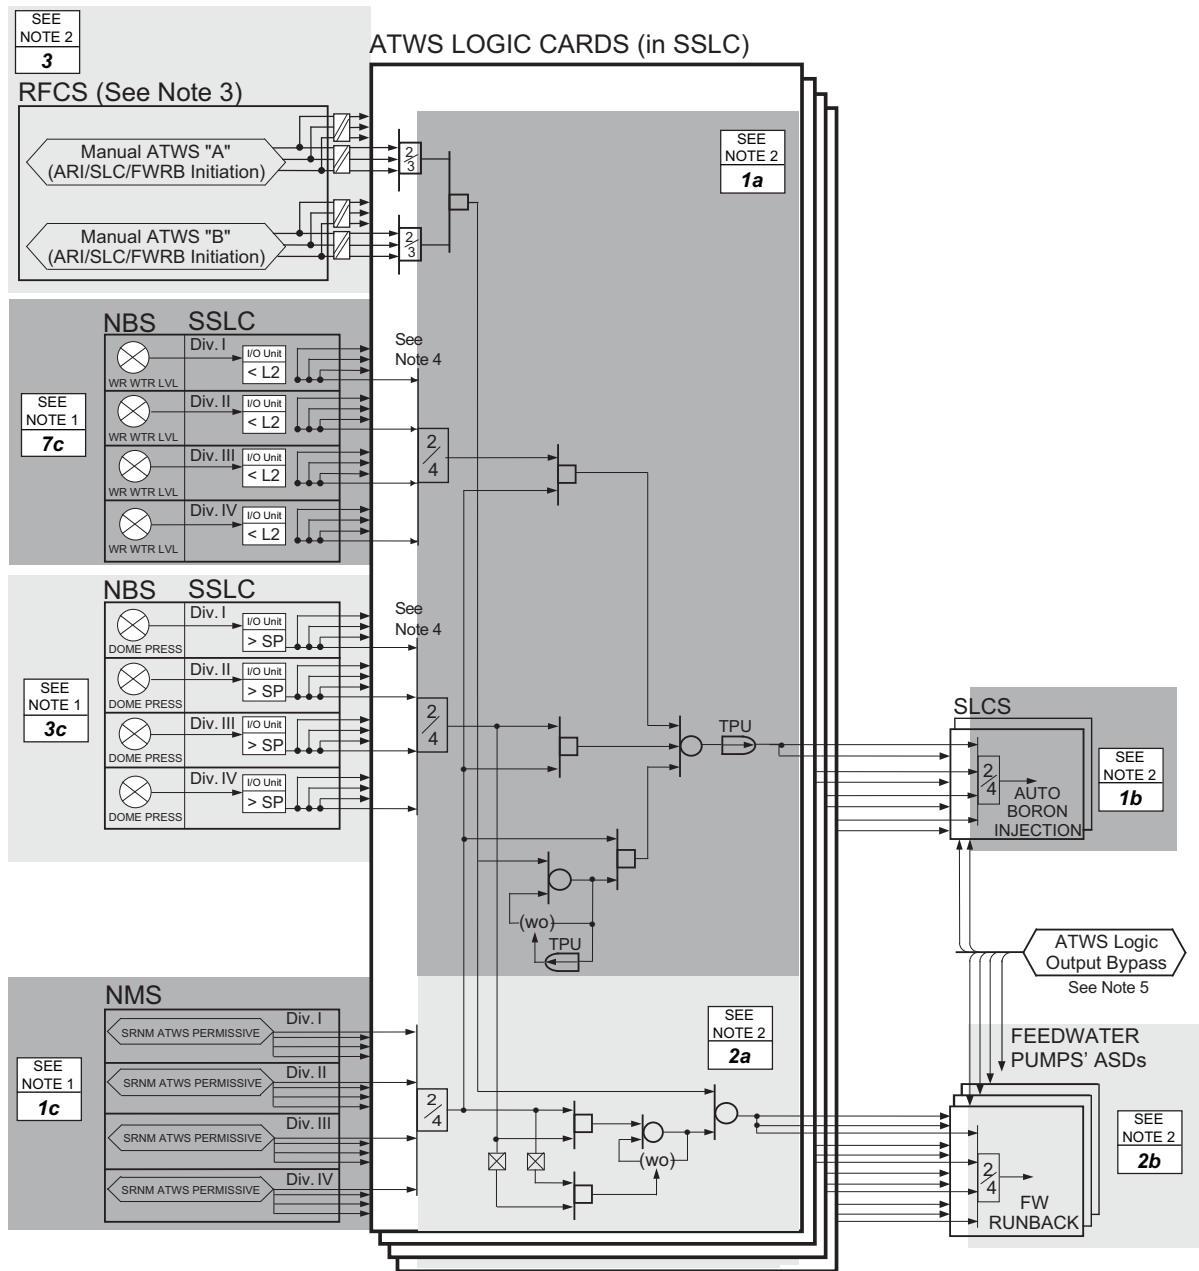 SEE
NOTE 2
3
ATWS LOGIC CARDS (in SSLC)
RFCS (See Note 3)
Manual ATWS "A"
(ARI/SLC/FWRB Initiation)
2
3
Manual ATWS "B"
(ARI/SLC/FWRB Initiation)
2
3
SEE
NOTE 2
1a
NBS SSLC
Div. I
I/O Unit
< L2
WR WTR LVL
Div. II
I/O Unit
< L2
WR WTR LVL
Div. III
I/O Unit
< L2
WR WTR LVL
Div. IV
I/O Unit
< L2
WR WTR LVL
SEE
NOTE 1
7c
See
Note 4
2
4
NBS SSLC
Div. I
I/O Unit
> SP
DOME PRESS
Div. II
I/O Unit
> SP
DOME PRESS
Div. III
I/O Unit
> SP
DOME PRESS
Div. IV
I/O Unit
> SP
DOME PRESS
SEE
NOTE 1
3c
See
Note 4
2
4
TPU
(wo)
TPU
SLCS
2
4
AUTO
BORON
INJECTION
SEE
NOTE 2
1b
ATWS Logic
Output Bypass
See Note 5
NMS
Div. I
SRNM ATWS PERMISSIVE
Div. II
SRNM ATWS PERMISSIVE
Div. III
SRNM ATWS PERMISSIVE
Div. IV
SRNM ATWS PERMISSIVE
SEE
NOTE 1
1c
2
4
SEE
NOTE 2
2a
(wo)
FEEDWATER
PUMPS' ASDs
2
4
FW
RUNBACK
SEE
NOTE 2
2b